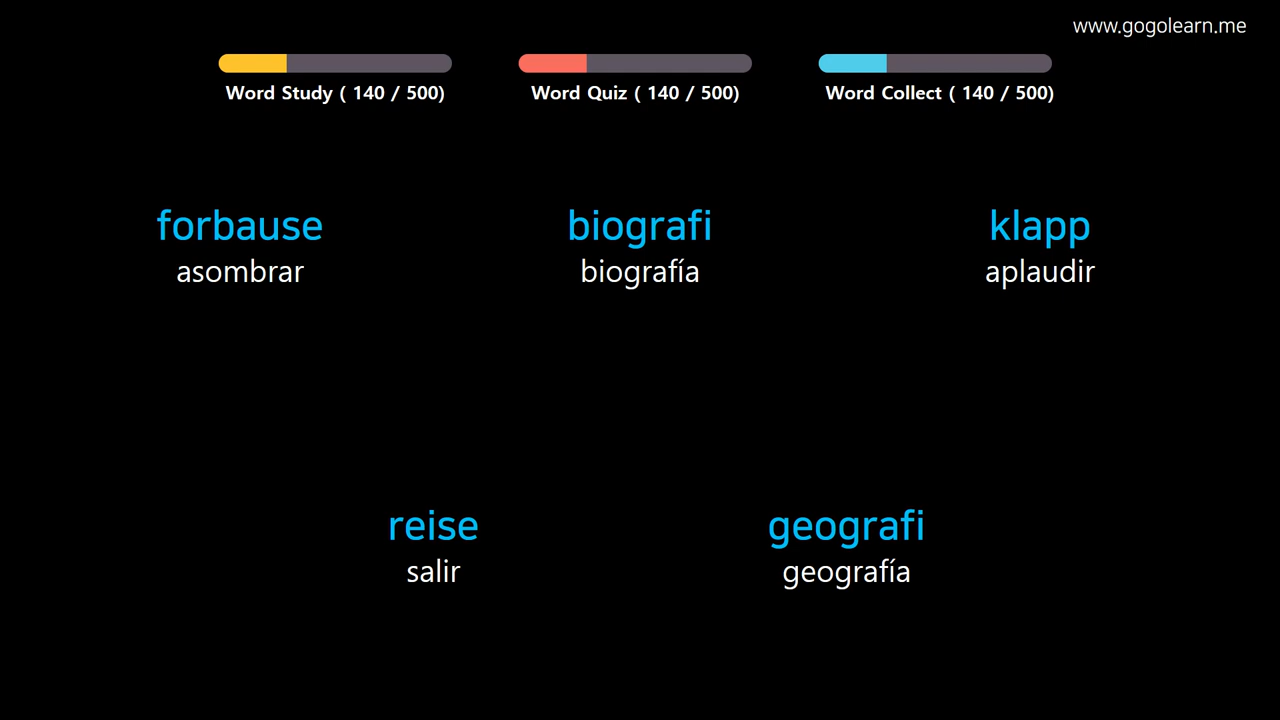 www.gogolearn.me
Word Study ( 140 / 500)
Word Quiz ( 140 / 500)
Word Collect ( 140 / 500)
forbause
asombrar
biografi
biografía
klapp
aplaudir
reise
salir
geografi
geografía